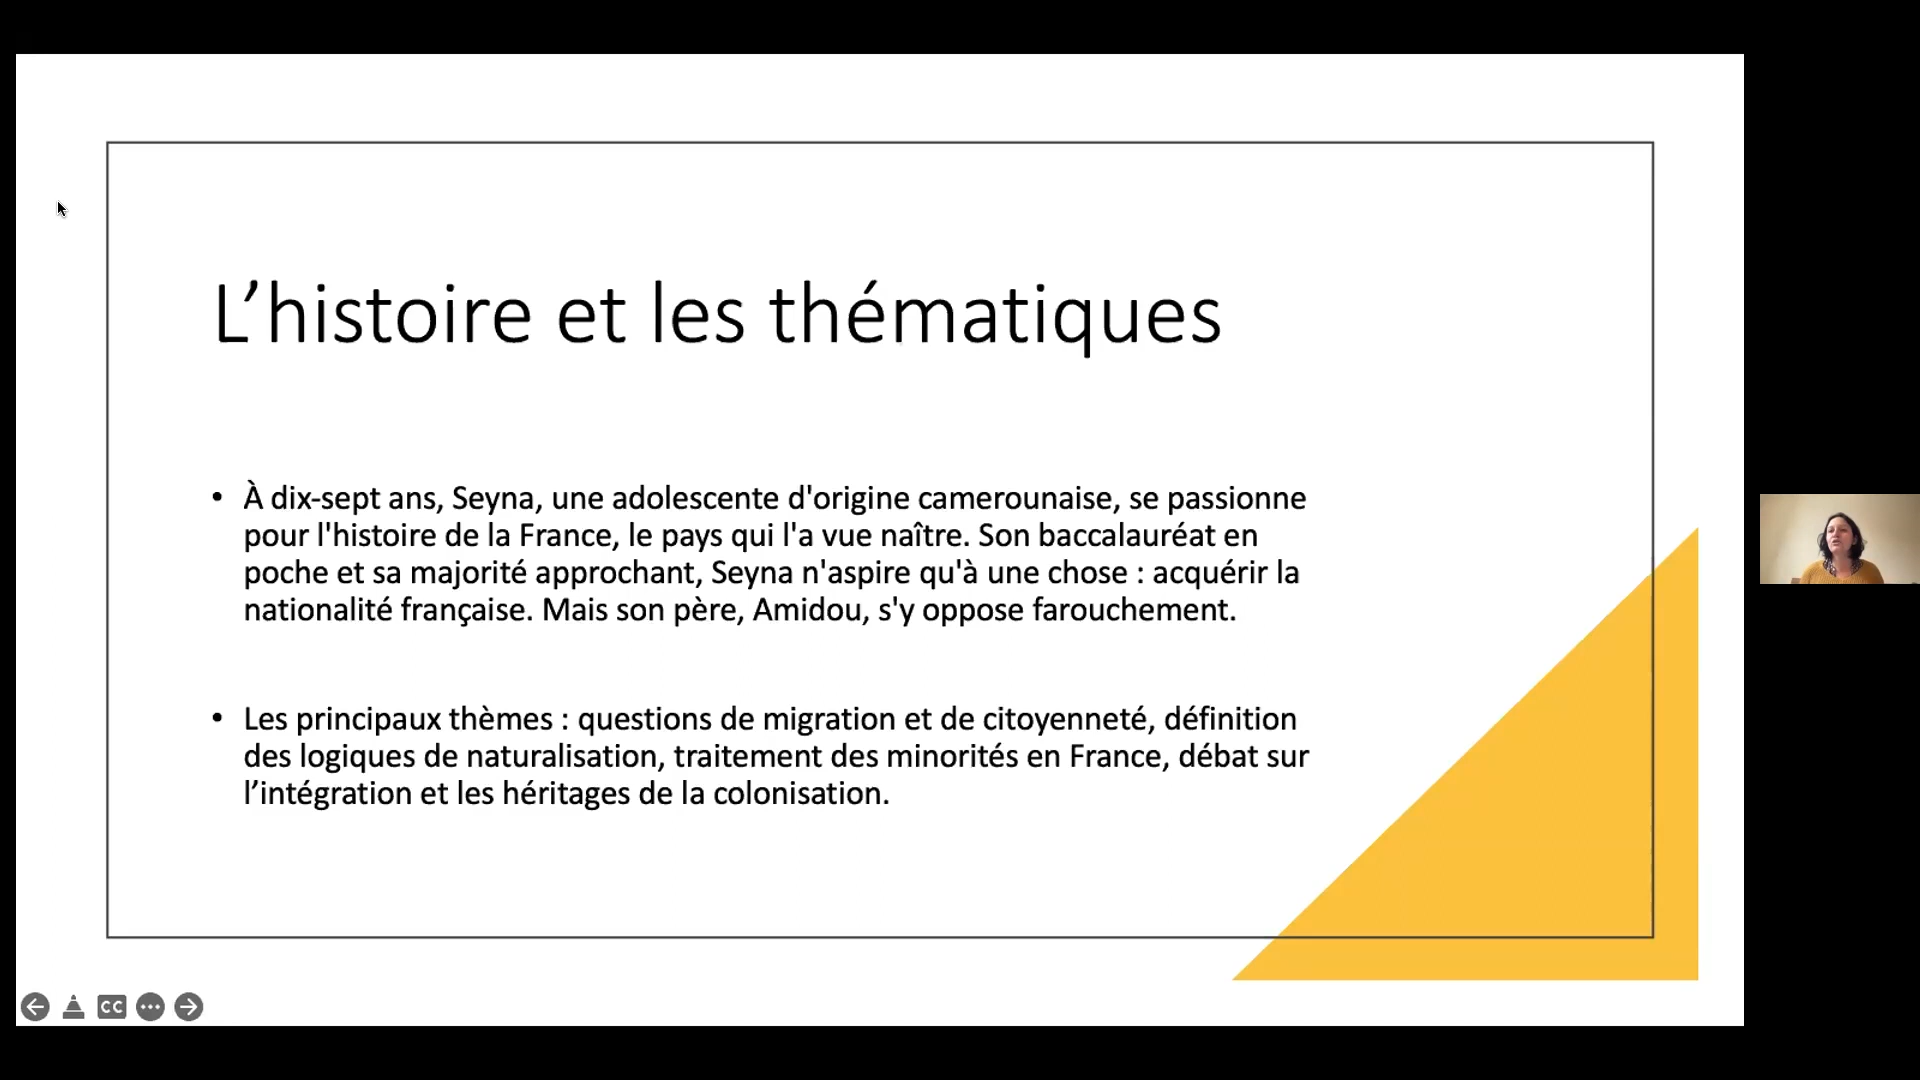 L’histoire et les thématiques
• À dix-sept ans, Seyna, une adolescente d'origine camerounaise, se passionne
pour l'histoire de la France, le pays qui l'a vue naître. Son baccalauréat en
poche et sa majorité approchant, Seyna n'aspire qu'à une chose : acquérir la
nationalité française. Mais son père, Amidou, s'y oppose farouchement.
• Les principaux thèmes : questions de migration et de citoyenneté, définition
des logiques de naturalisation, traitement des minorités en France, débat sur
l’intégration et les héritages de la colonisation.
CC